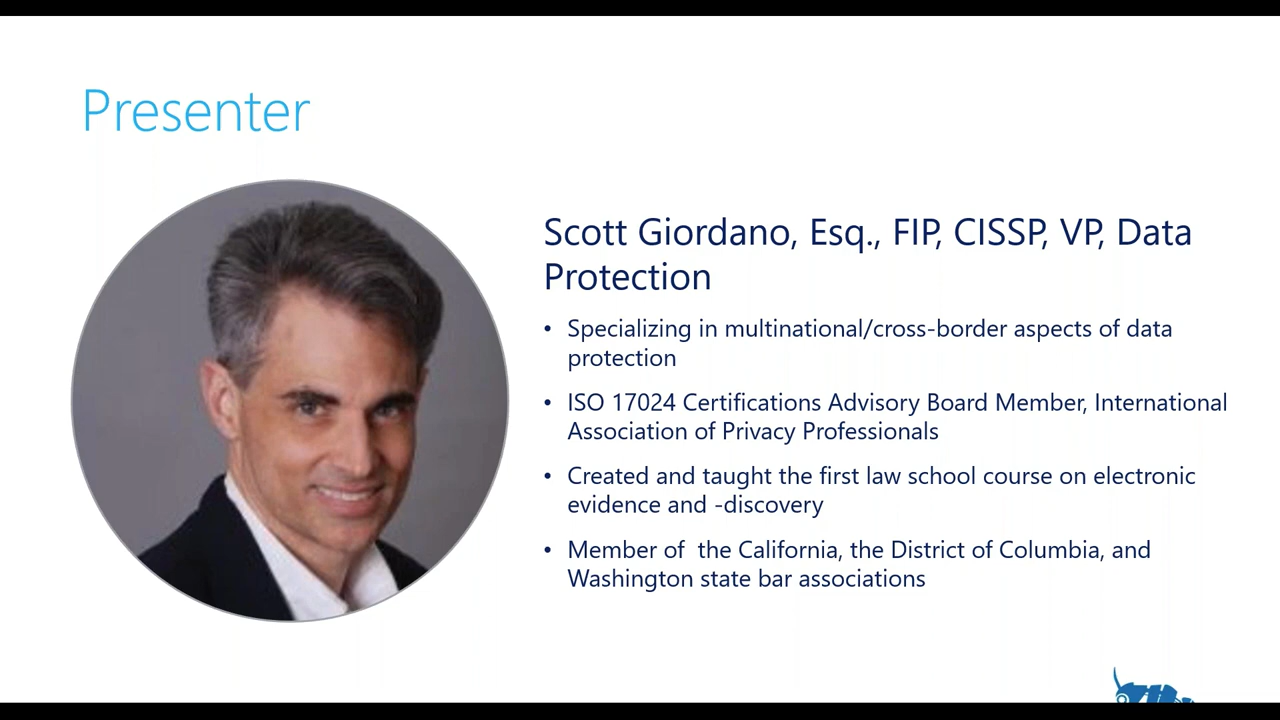 Presenter
Scott Giordano, Esq., FIP, CISSP, VP, Data
Protection
• Specializing in multinational/cross-border aspects of data
protection
• ISO 17024 Certifications Advisory Board Member, International
Association of Privacy Professionals
• Created and taught the first law school course on electronic
evidence and -discovery
• Member of  the California, the District of Columbia, and
Washington state bar associations